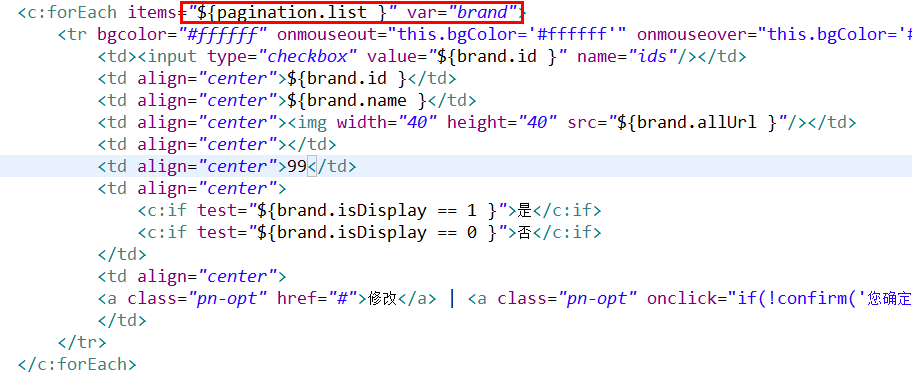 <c:forEach items="${pagination.list }" var="brand">
<tr bgcolor="#ffffff" onmouseout="this.bgColor='#ffffff'" onmouseover="this.bgColor='#
<td><input type="checkbox" value="${brand.id }" name="ids"/></td>
<td align="center">${brand.id }</td>
<td align="center">${brand.name }</td>
<td align="center"><img width="40" height="40" src="${brand.allUrl }"/></td>
<td align="center"></td>
<td align="center">99</td>
<td align="center">
<c:if test="${brand.isDisplay == 1 }">是</c:if>
<c:if test="${brand.isDisplay == 0 }">否</c:if>
</td>
<td align="center">
<a class="pn-opt" href="#">修改</a> | <a class="pn-opt" onclick="if(!confirm('您确定
</td>
</tr>
</c:forEach>